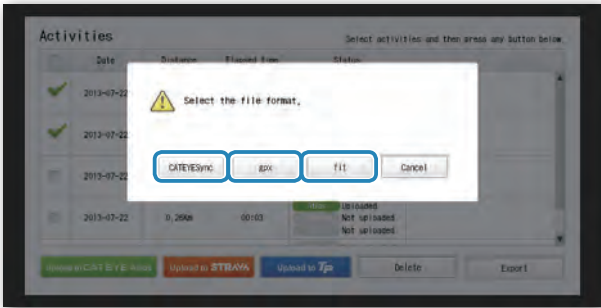 Activities
Select activities and then press any button below.
Date Distance Elapsed time Status
2013-07-22
Select the file format.
2013-07-22
CATEYESync gpx fit Cancel
2013-07-22
Uploaded
2013-07-22 0.26Km 00:03 Not uploaded
Not uploaded
Upload to CATEYE Atlas Upload to STRAVA Upload to Tp Delete Export